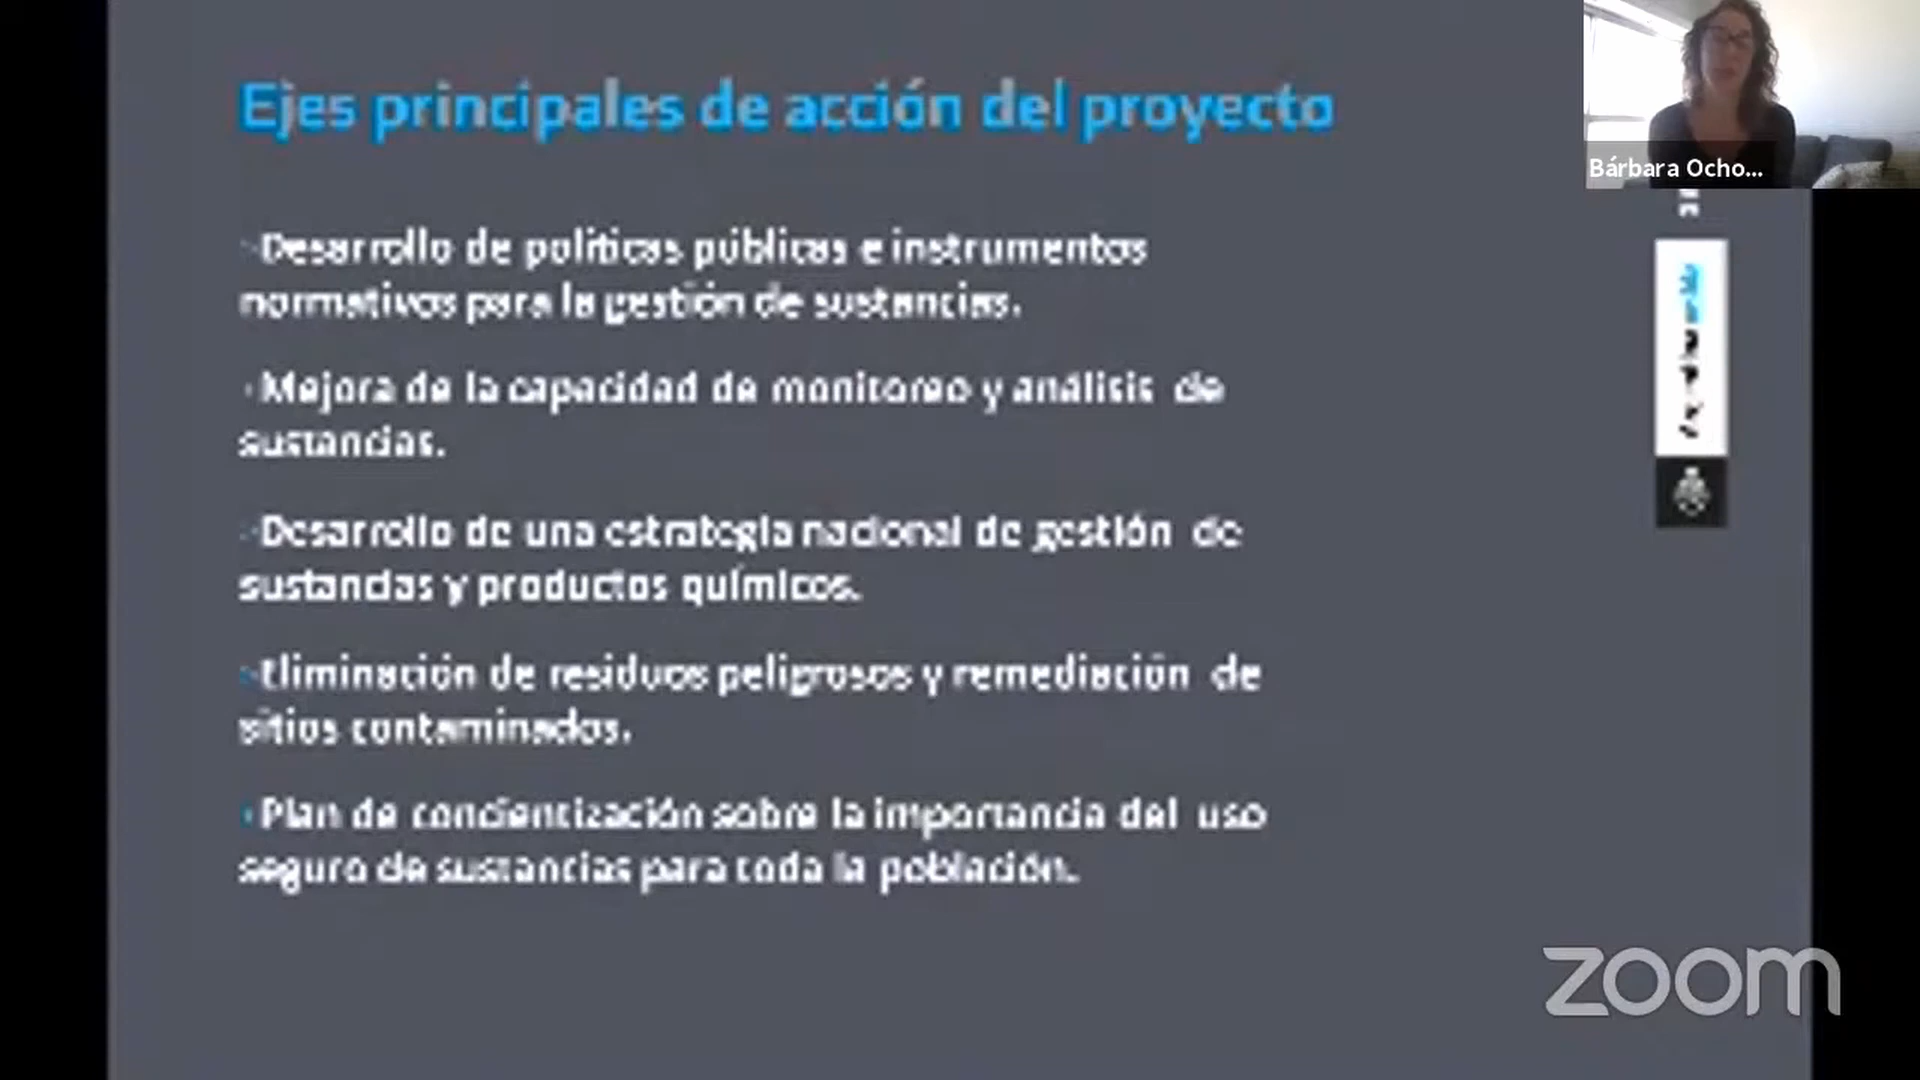 Ejes principales de acción del proyecto
Bárbara Ocho...
Desarrollo de políticas públicas e instrumentos
normativos para la gestión de sustancias.
Mejora de la capacidad de monitoreo y análisis de
sustancias.
Desarrollo de una estrategia nacional de gestión de
sustancias y productos químicos.
Eliminación de residuos peligrosos y remediación de
sitios contaminados.
Plan de concientización sobre la importancia del uso
seguro de sustancias para toda la población.
zoom